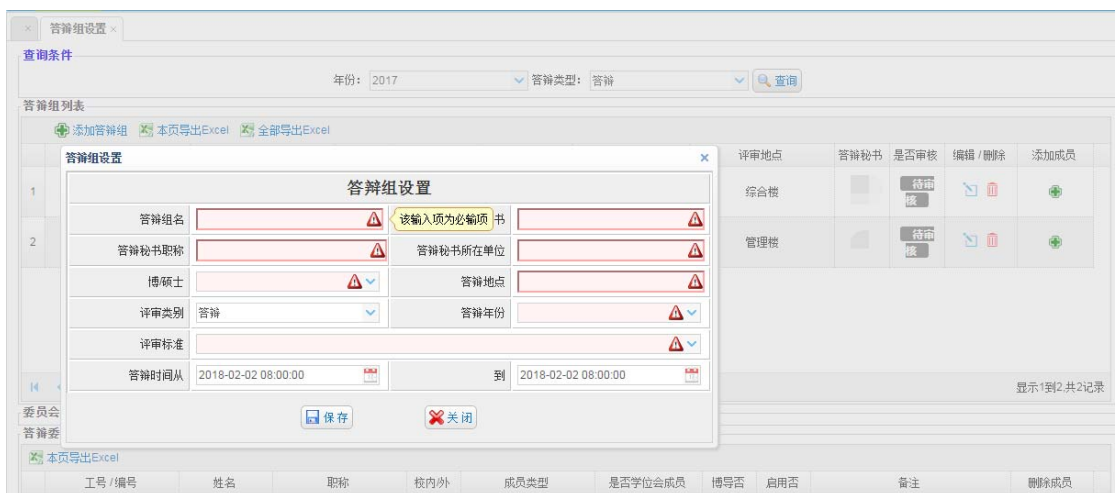 × 答辩组设置 ×
查询条件
年份： 2017 答辩类型： 答辩 查询
答辩组列表
添加答辩组 本页导出Excel 全部导出Excel
评审地点 答辩秘书 是否审核 编辑/删除 添加成员
1 综合楼 待审核
2 管理楼 待审核
答辩组设置 ×
答辩组设置
答辩组名 该输入项为必输项 书
答辩秘书职称 答辩秘书所在单位
博/硕士 答辩地点
评审类别 答辩 答辩年份
评审标准
答辩时间从 2018-02-02 08:00:00 到 2018-02-02 08:00:00
保存 关闭
显示1到2,共2记录
委员会
答辩委
本页导出Excel
工号/编号 姓名 职称 校内/外 成员类型 是否学位会成员 博导否 启用否 备注 删除成员